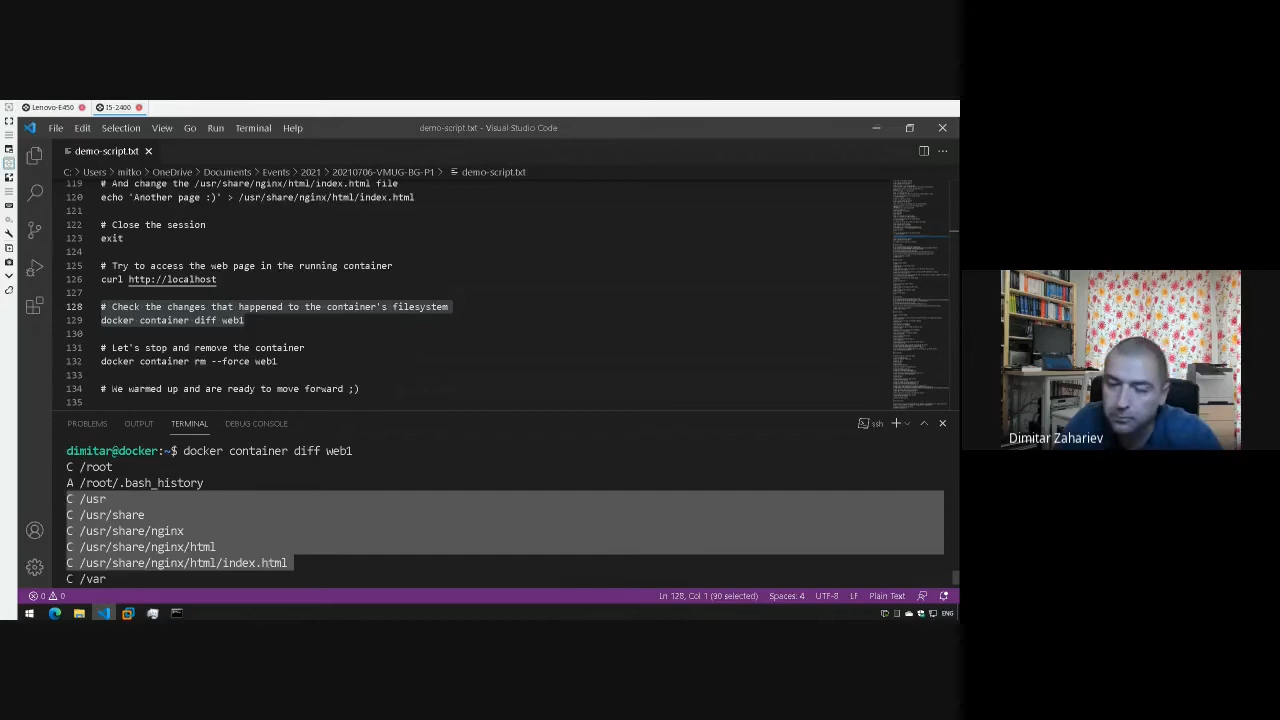 Lenovo-E450
I5-2400
File Edit Selection View Go Run Terminal Help
demo-script.txt - Visual Studio Code
demo-script.txt
C: > Users > mitko > OneDrive > Documents > Events > 2021 > 20210706-VMUG-BG-P1 > demo-script.txt
119 # And change the /usr/share/nginx/html/index.html file
120 echo 'Another page :)' > /usr/share/nginx/html/index.html
121
122 # Close the session
123 exit
124
125 # Try to access the web page in the running container
126 curl http://localhost
127
128 # Check the changes that happened to the container's filesystem
129 docker container diff web1
130
131 # Let's stop and remove the container
132 docker container rm --force web1
133
134 # We warmed up and are ready to move forward ;)
135
PROBLEMS OUTPUT TERMINAL DEBUG CONSOLE
ssh
dimitar@docker:~$ docker container diff web1
C /root
A /root/.bash_history
C /usr
C /usr/share
C /usr/share/nginx
C /usr/share/nginx/html
C /usr/share/nginx/html/index.html
C /var
0 0
Ln 128, Col 1 (90 selected) Spaces: 4 UTF-8 LF Plain Text
ENG
Dimitar Zahariev